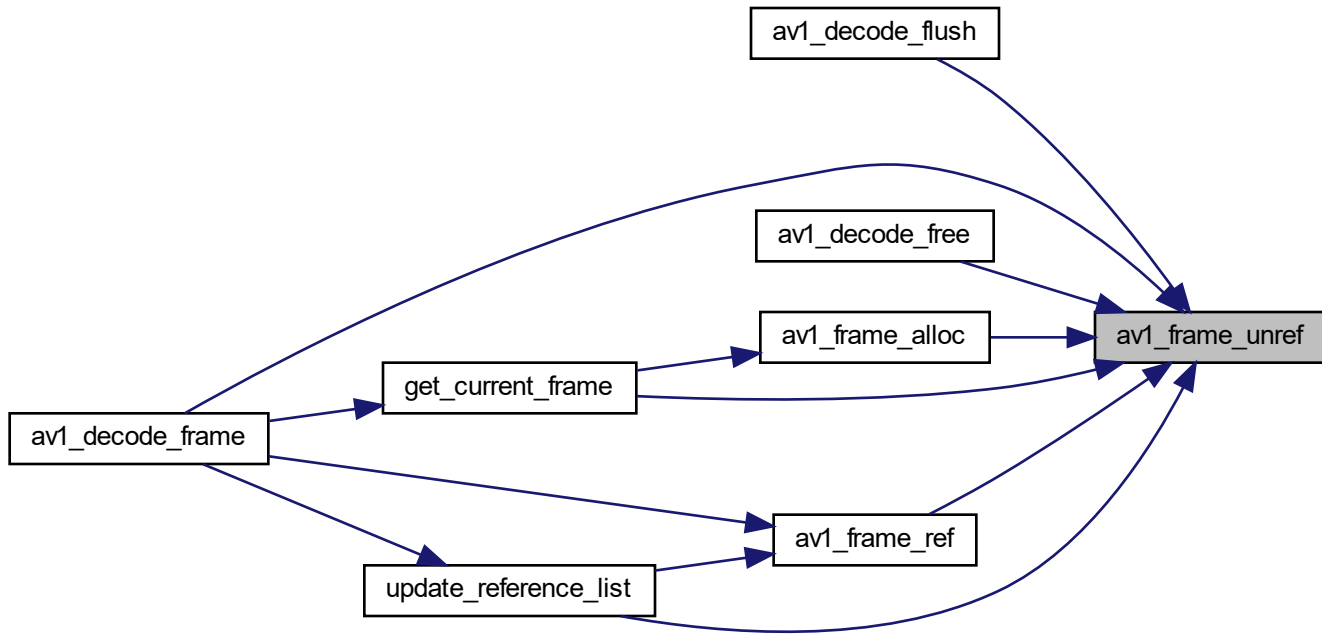 av1_decode_flush
av1_decode_free
av1_frame_alloc
av1_frame_unref
get_current_frame
av1_decode_frame
av1_frame_ref
update_reference_list